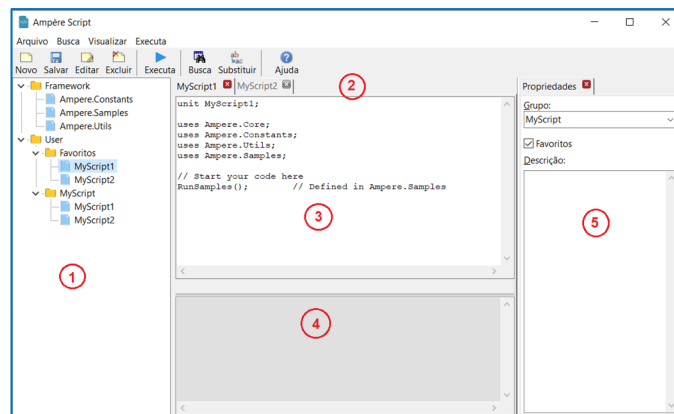 Ampère Script
Arquivo Busca Visualizar Executa
Novo Salvar Editar Excluir Executa Busca Substituir Ajuda
Framework
Ampere.Constants
Ampere.Samples
Ampere.Utils
User
Favoritos
MyScript1
MyScript2
MyScript
MyScript1
MyScript2
1
MyScript1 MyScript2
2
unit MyScript1;
uses Ampere.Core;
uses Ampere.Constants;
uses Ampere.Utils;
uses Ampere.Samples;
// Start your code here
RunSamples(); // Defined in Ampere.Samples
3
4
Propriedades
Grupo:
MyScript
Favoritos
Descrição:
5